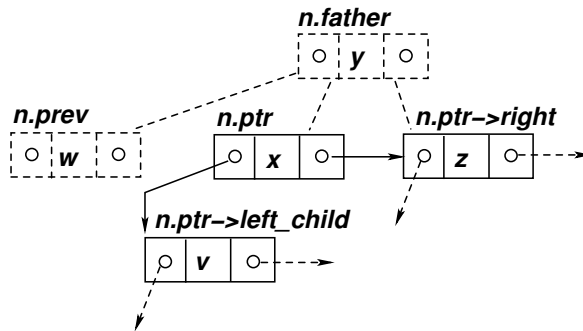 n.father
y
n.prev
w
n.ptr
x
n.ptr->right
z
n.ptr->left_child
v